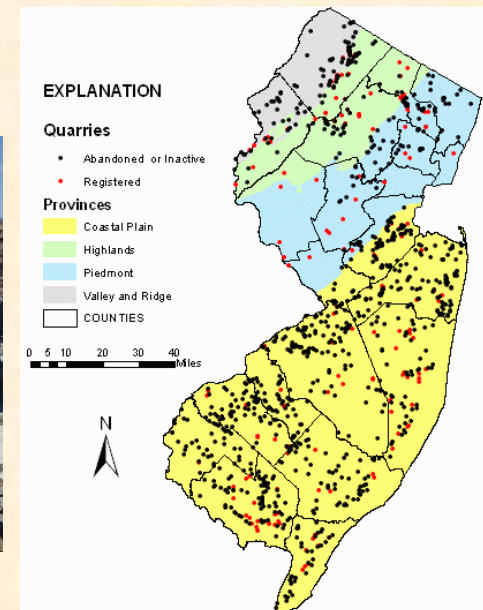 EXPLANATION
Quarries
Abandoned or Inactive
Registered
Provinces
Coastal Plain
Highlands
Piedmont
Valley and Ridge
COUNTIES
0 5 10 20 30 40
Miles
N